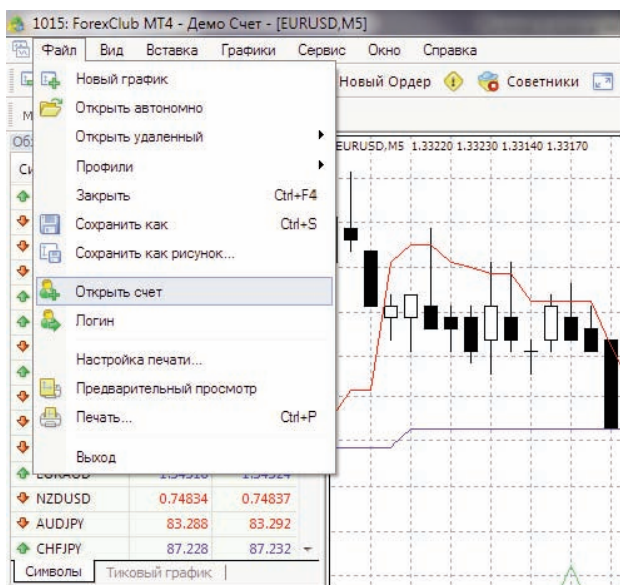 1015: ForexClub MT4 - Демо Счет - [EURUSD,M5]
Файл Вид Вставка Графики Сервис Окно Справка
Новый Ордер Советники
Новый график
Открыть автономно
Открыть удаленный
Профили
Закрыть Ctrl+F4
Сохранить как Ctrl+S
Сохранить как рисунок...
Открыть счет
Логин
Настройка печати...
Предварительный просмотр
Печать... Ctrl+P
Выход
EURUSD,M5 1.33220 1.33230 1.33140 1.33170
NZDUSD 0.74834 0.74837
AUDJPY 83.288 83.292
CHFJPY 87.228 87.232
Символы Тиковый график